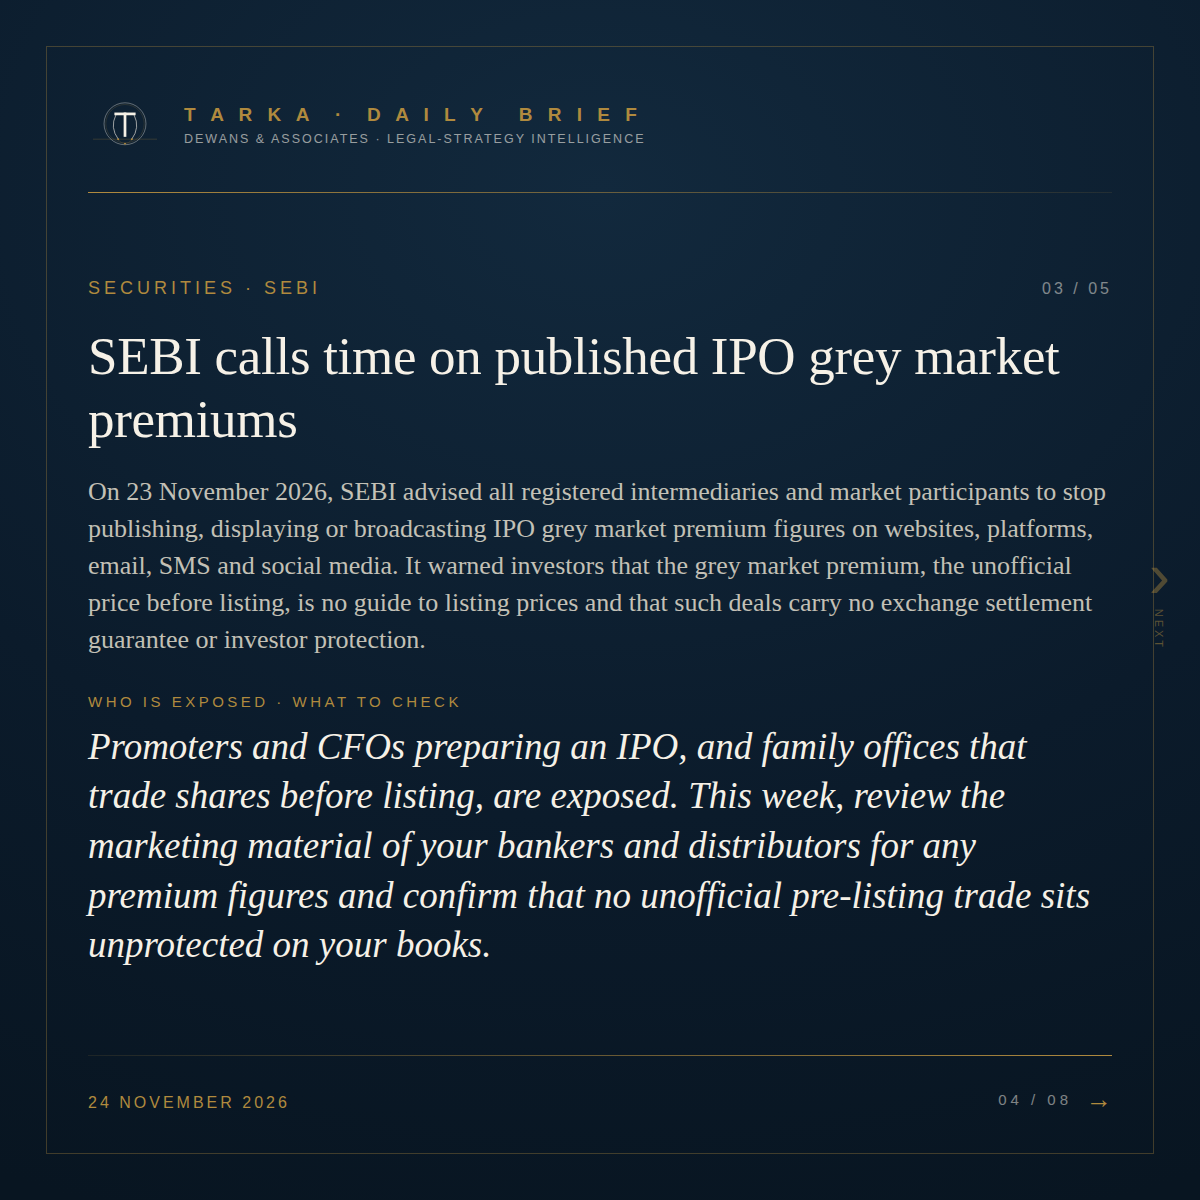 T
TARKA · DAILY BRIEF
DEWANS & ASSOCIATES · LEGAL-STRATEGY INTELLIGENCE
SECURITIES · SEBI
03 / 05
SEBI calls time on published IPO grey market
premiums
On 23 November 2026, SEBI advised all registered intermediaries and market participants to stop
publishing, displaying or broadcasting IPO grey market premium figures on websites, platforms,
email, SMS and social media. It warned investors that the grey market premium, the unofficial
price before listing, is no guide to listing prices and that such deals carry no exchange settlement
guarantee or investor protection.
NEXT
WHO IS EXPOSED · WHAT TO CHECK
Promoters and CFOs preparing an IPO, and family offices that
trade shares before listing, are exposed. This week, review the
marketing material of your bankers and distributors for any
premium figures and confirm that no unofficial pre-listing trade sits
unprotected on your books.
24 NOVEMBER 2026
04 / 08 →